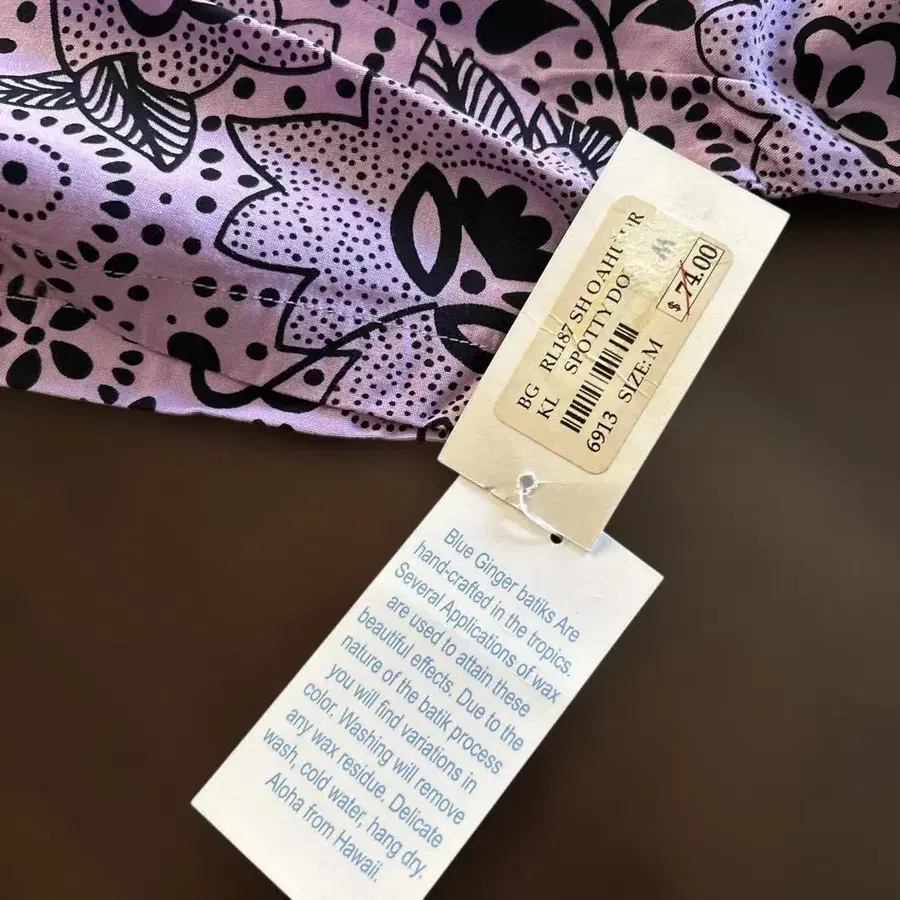 BG RL187 SH OAHU
KL SPOTTY DO
6913 SIZE:M
$ 74.00
Blue Ginger batiks Are
hand-crafted in the tropics.
Several Applications of wax
are used to attain these
beautiful effects. Due to the
nature of the batik process
you will find variations in
color. Washing will remove
any wax residue. Delicate
wash, cold water, hang dry.
Aloha from Hawaii.